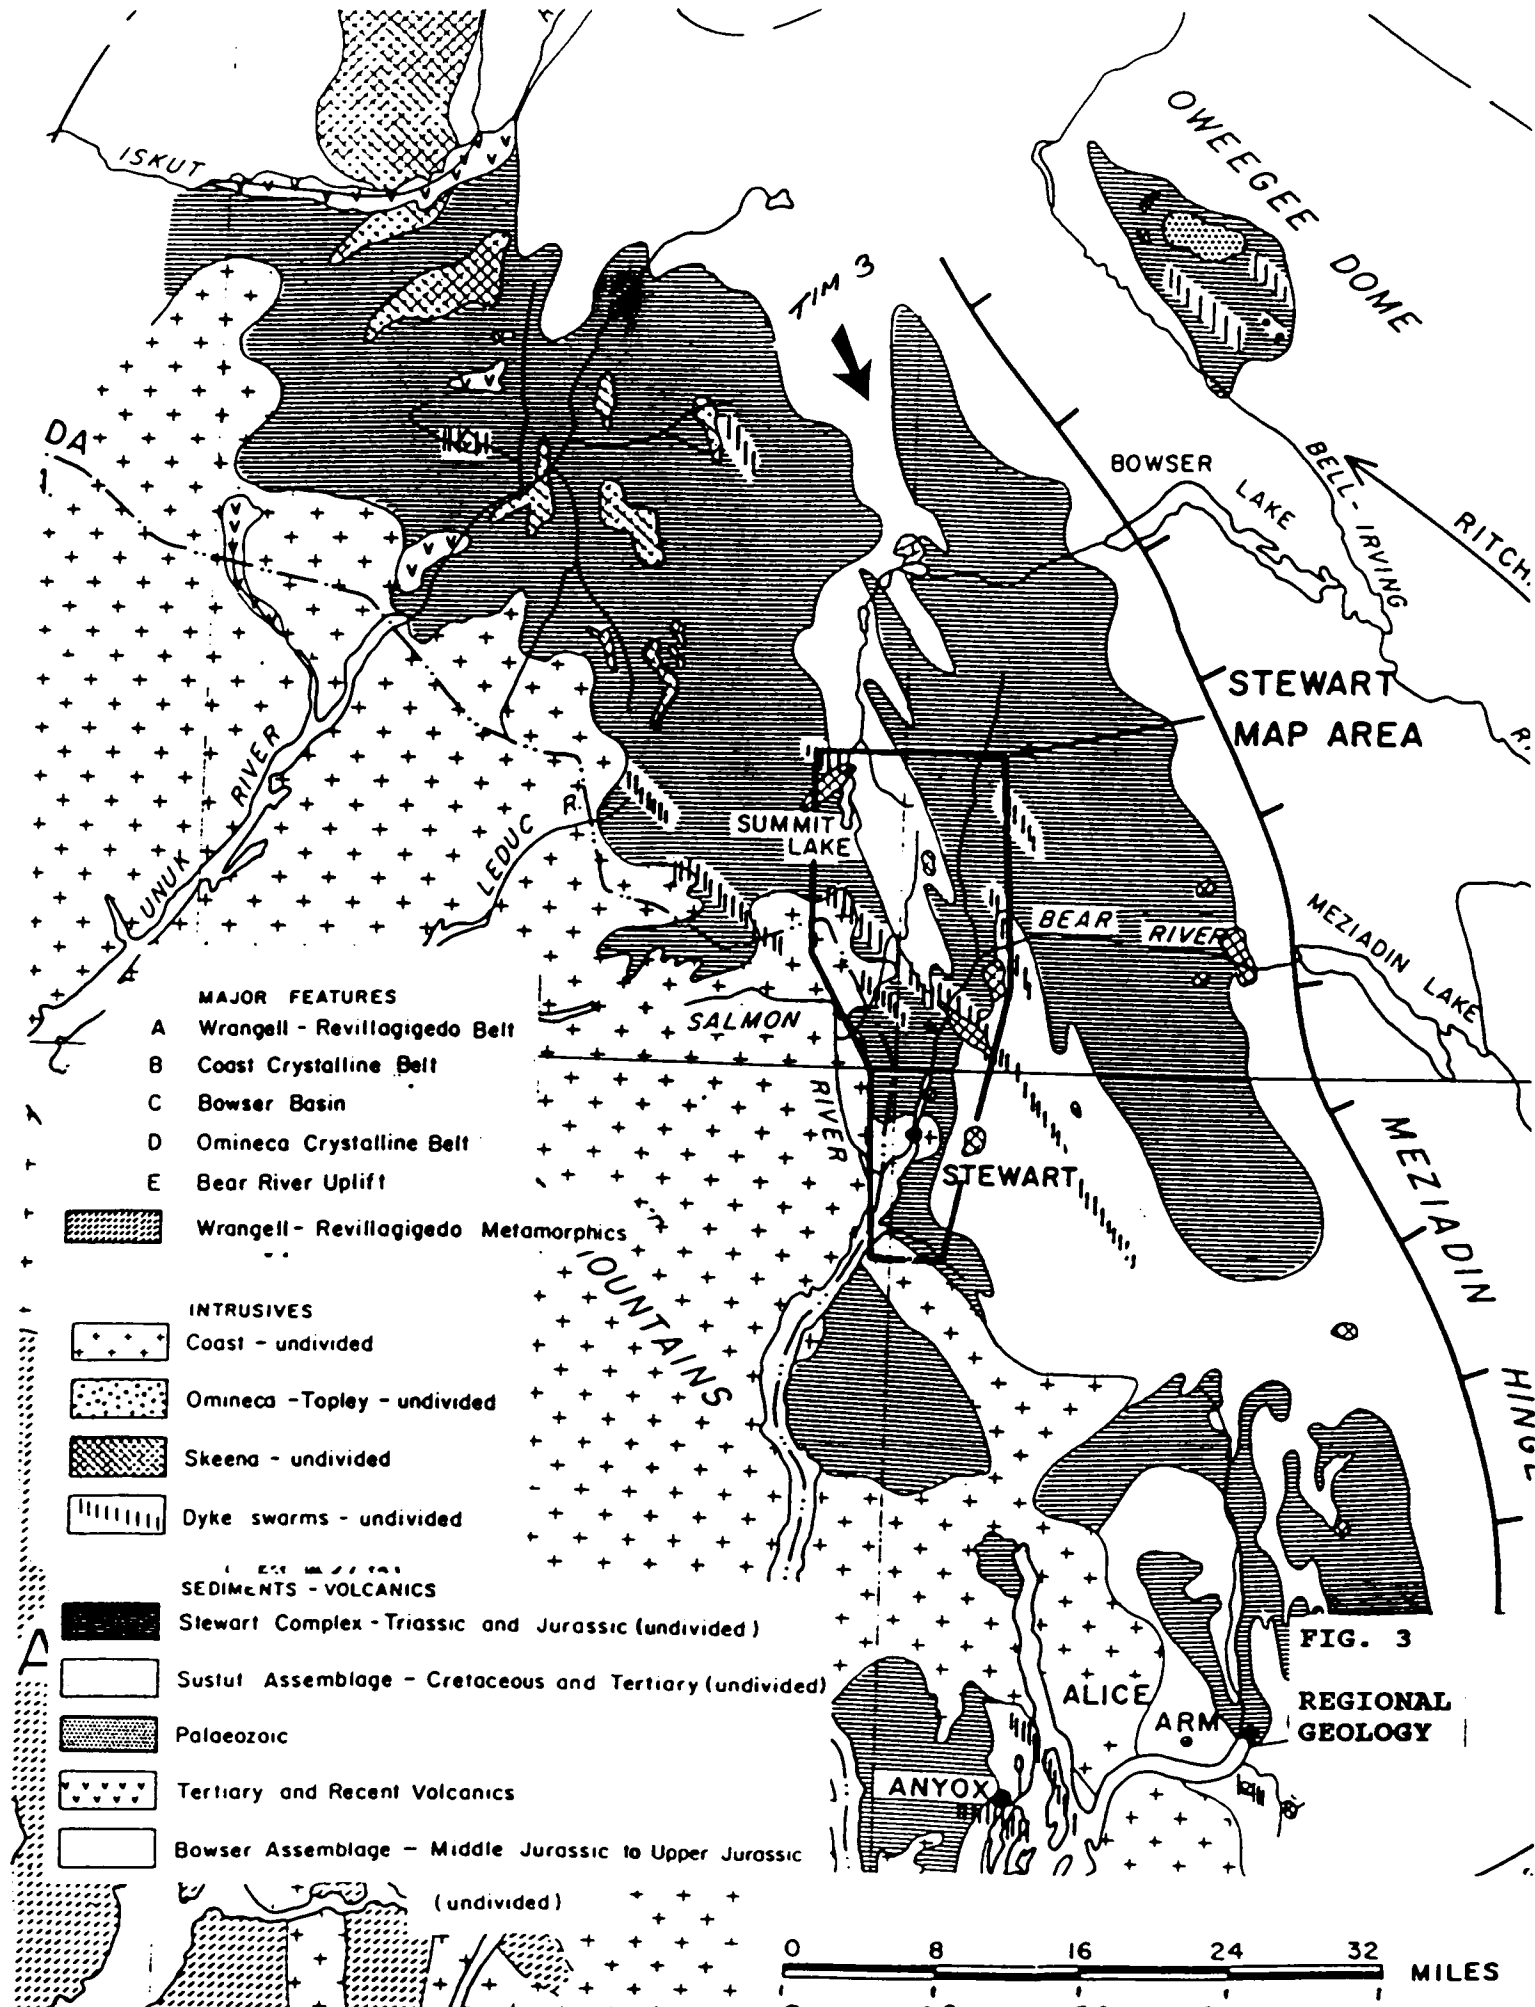 ISKUT
OWEEGEE DOME
TIM 3
DA
BOWSER LAKE
BELL - IRVING
RITCH.
STEWART
MAP AREA
R.
UNUK RIVER
LEDUC R.
SUMMIT
LAKE
BEAR RIVER
MEZIADIN LAKE
SALMON RIVER
STEWART
MEZIADIN
OUNTAINS
MAJOR FEATURES
A Wrangell - Revillagigedo Belt
B Coast Crystalline Belt
C Bowser Basin
D Omineca Crystalline Belt
E Bear River Uplift
Wrangell - Revillagigedo Metamorphics
INTRUSIVES
Coast - undivided
Omineca - Topley - undivided
Skeena - undivided
Dyke swarms - undivided
SEDIMENTS - VOLCANICS
Stewart Complex - Triassic and Jurassic (undivided)
Sustut Assemblage - Cretaceous and Tertiary (undivided)
Palaeozoic
Tertiary and Recent Volcanics
Bowser Assemblage - Middle Jurassic to Upper Jurassic
(undivided)
A
ALICE ARM
ANYOX
FIG. 3
REGIONAL
GEOLOGY
0 8 16 24 32 MILES